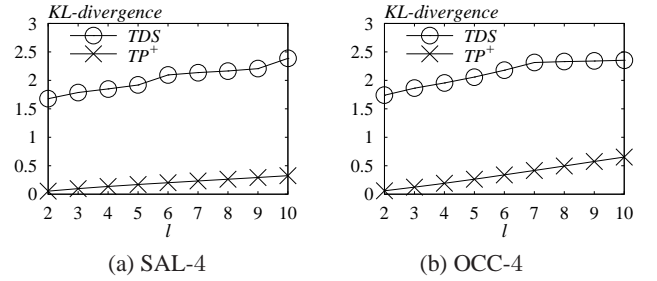 KL-divergence
3
2.5
2
1.5
1
0.5
0
TDS
TP+
2 3 4 5 6 7 8 9 10
l
(a) SAL-4
KL-divergence
3
2.5
2
1.5
1
0.5
0
TDS
TP+
2 3 4 5 6 7 8 9 10
l
(b) OCC-4